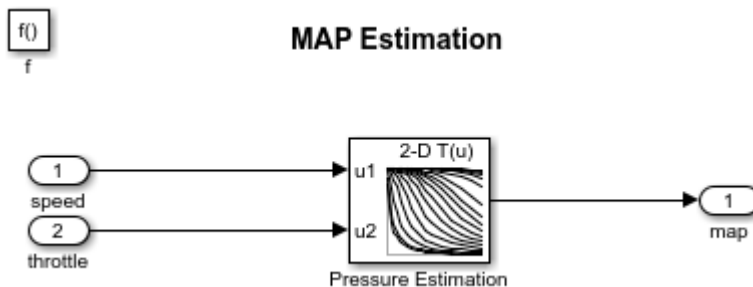 f()
f
MAP Estimation
2-D T(u)
1
u1
speed
1
2
u2
map
throttle
Pressure Estimation